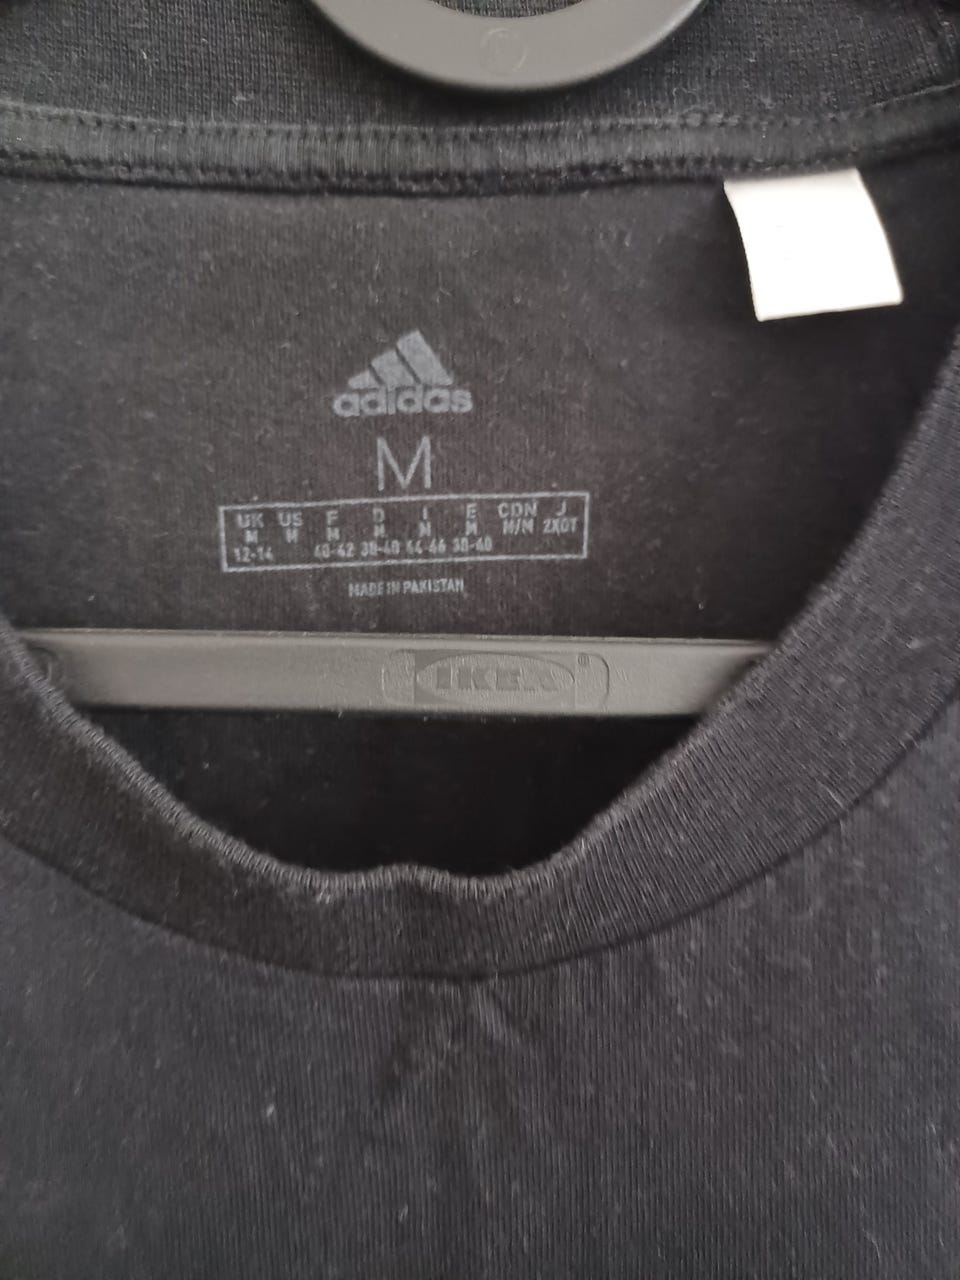 adidas
M
UK US F D I E CDN J
M M M M M M M/M 2XOT
12-14 40-42 38-40 44-46 38-40
MADE IN PAKISTAN
IKEA®